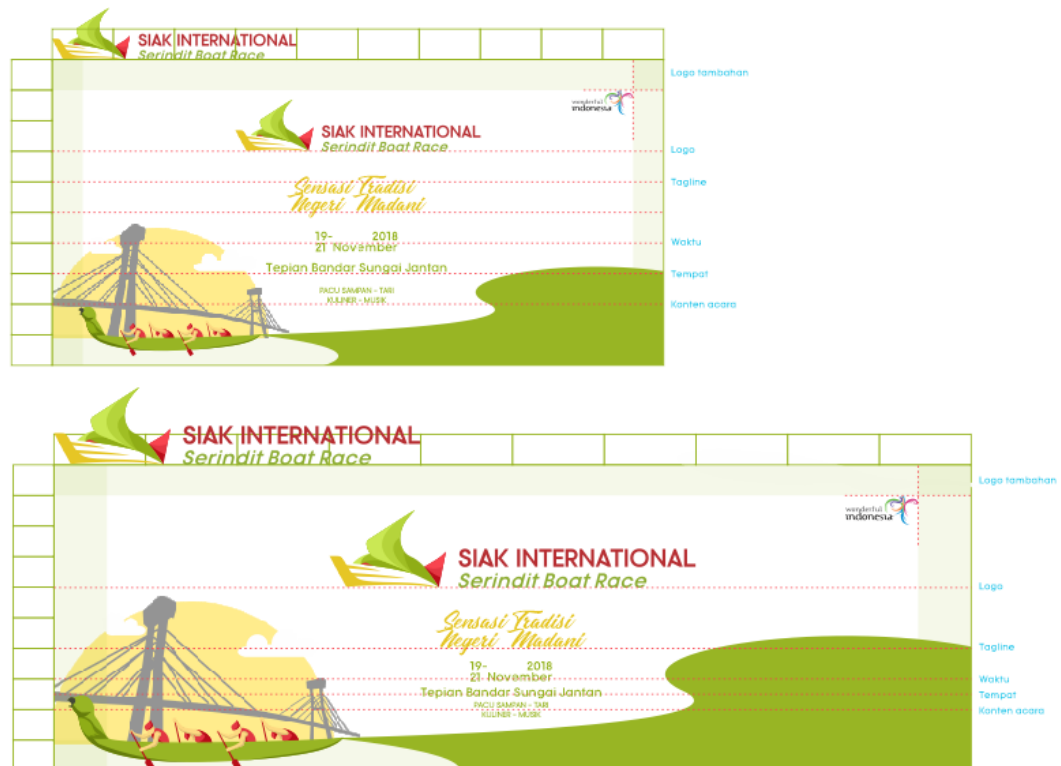 SIAK INTERNATIONAL
Serindit Boat Race
Logo tambahan
wonderful
indonesia
SIAK INTERNATIONAL
Serindit Boat Race
Logo
Sensasi Tradisi
Negeri Madani
Tagline
19- 2018
21 November
Waktu
Tepian Bandar Sungai Jantan
Tempat
PACU SAMPAN - TARI
KULINER - MUSIK
Konten acara
SIAK INTERNATIONAL
Serindit Boat Race
Logo tambahan
wonderful
indonesia
SIAK INTERNATIONAL
Serindit Boat Race
Logo
Sensasi Tradisi
Negeri Madani
Tagline
19- 2018
21 November
Waktu
Tepian Bandar Sungai Jantan
Tempat
PACU SAMPAN - TARI
KULINER - MUSIK
Konten acara